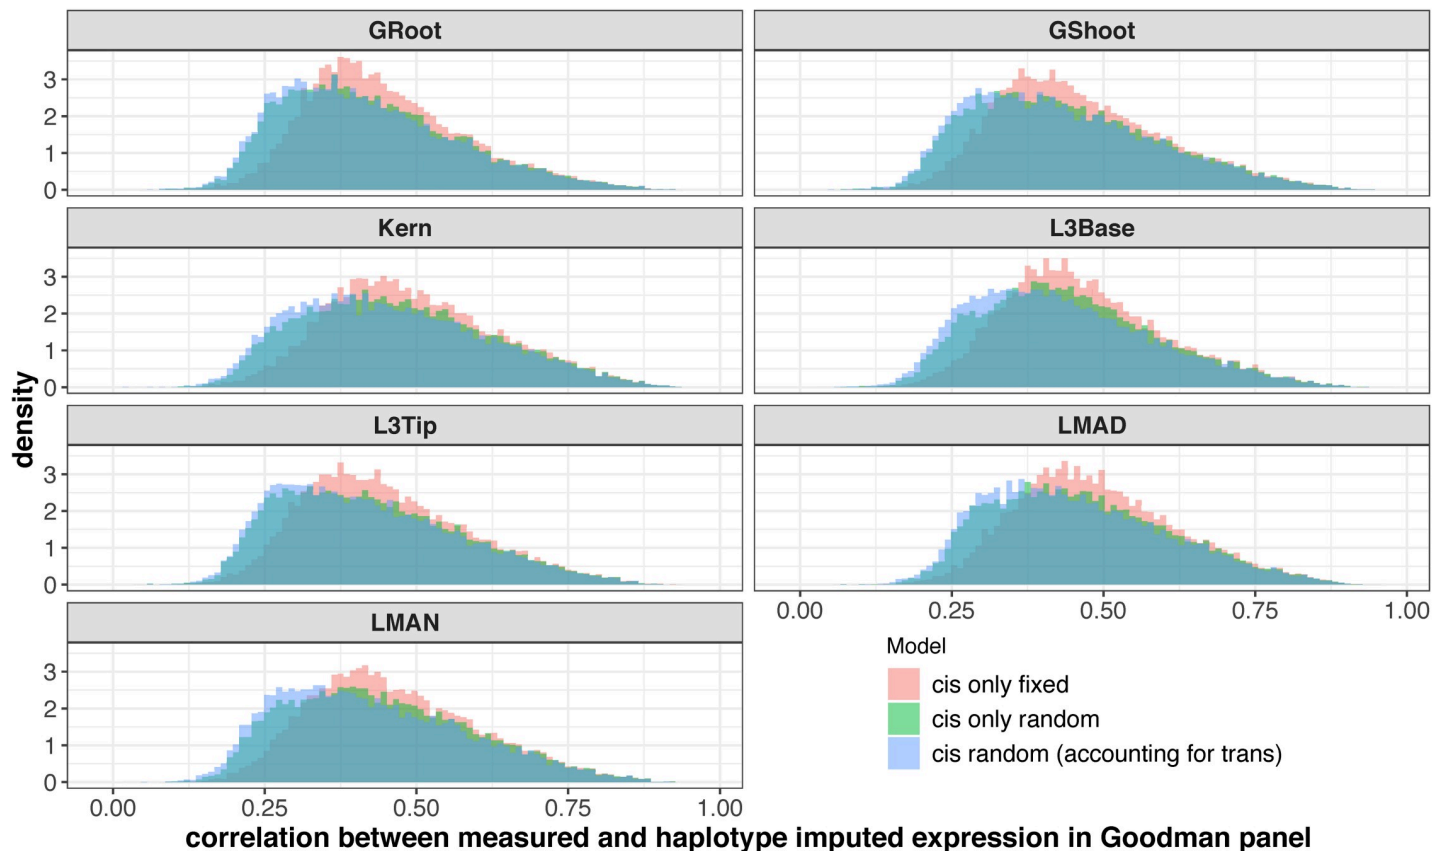 GRoot
GShoot
3
2
1
0
Kern
L3Base
3
2
1
0
L3Tip
LMAD
3
2
1
0
0.00 0.25 0.50 0.75 1.00
LMAN
3
2
1
0
0.00 0.25 0.50 0.75 1.00
density
Model
cis only fixed
cis only random
cis random (accounting for trans)
correlation between measured and haplotype imputed expression in Goodman panel